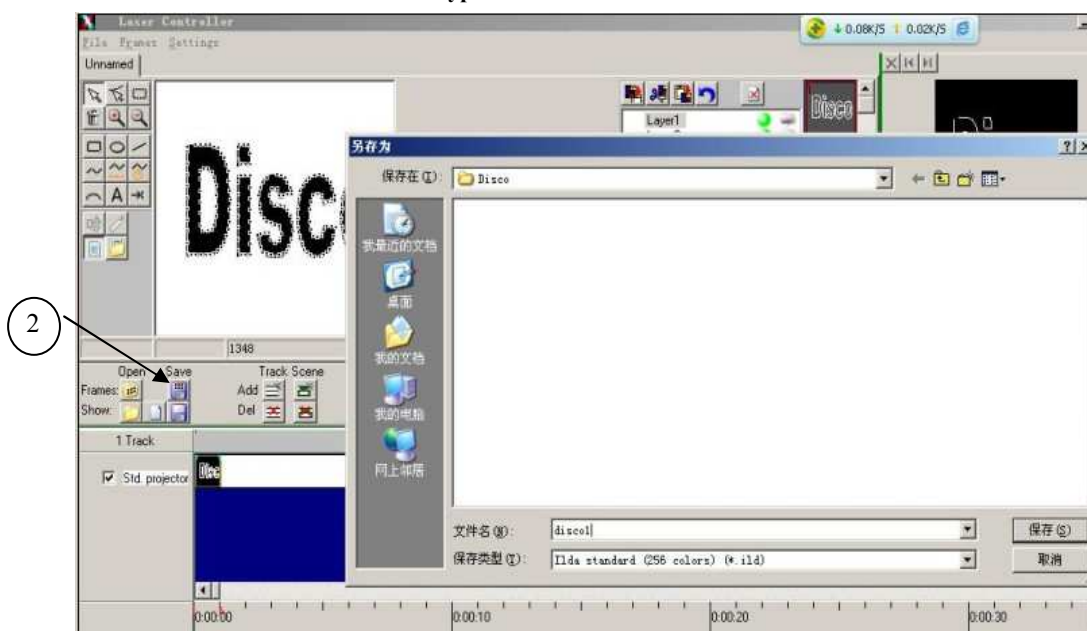 Laser Controller
File Frames Settings
0.08K/S 0.02K/S
Unnamed
Layer1
Disco
Disco
另存为
保存在(I):
Disco
我最近的文档
桌面
我的文档
我的电脑
网上邻居
2
1348
Open Save Track Scene
Frames: Add
Show: Del
1 Track
Std. projector
文件名(N):
disco1
保存(S)
保存类型(T):
Ilda standard (256 colors) (*.ild)
取消
0:00:00 0:00:10 0:00:20 0:00:30